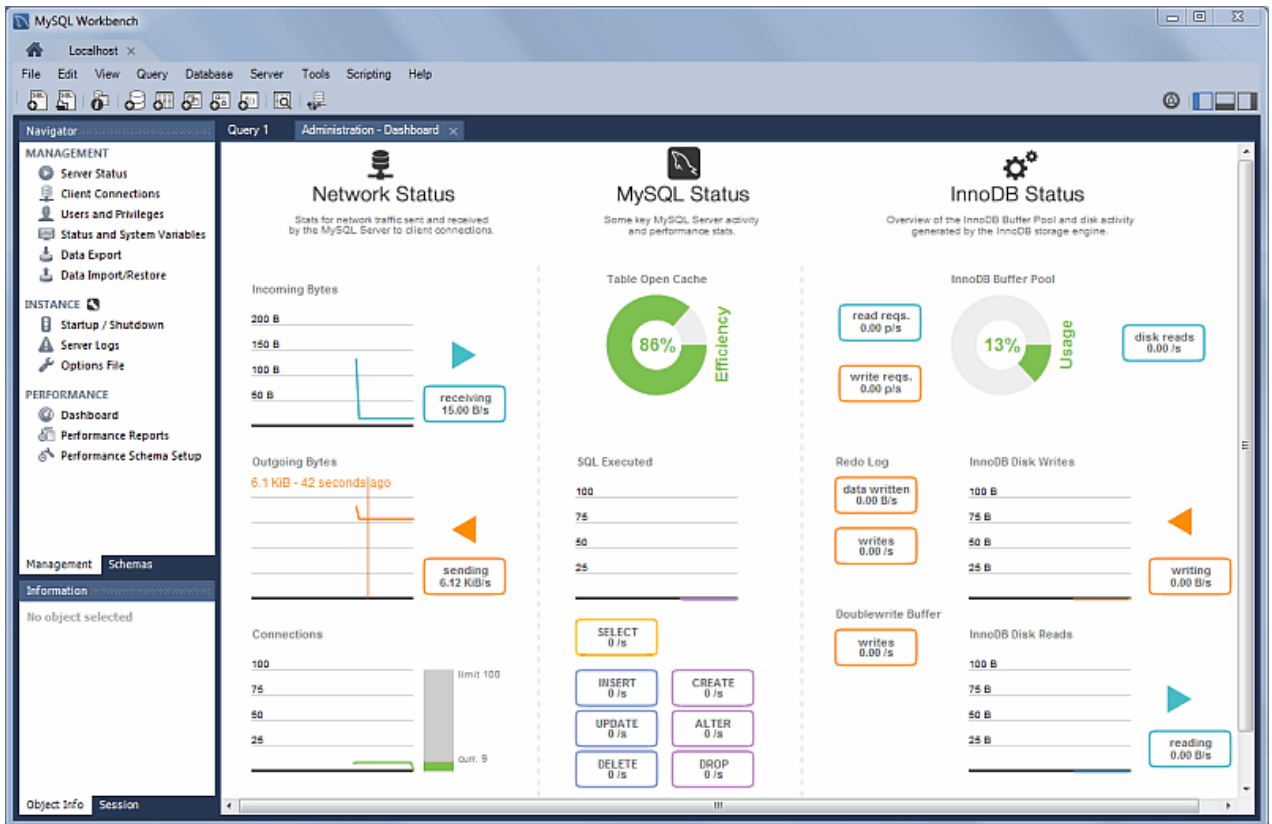 MySQL Workbench
Localhost
File Edit View Query Database Server Tools Scripting Help
Navigator
MANAGEMENT
Server Status
Client Connections
Users and Privileges
Status and System Variables
Data Export
Data Import/Restore
INSTANCE
Startup / Shutdown
Server Logs
Options File
PERFORMANCE
Dashboard
Performance Reports
Performance Schema Setup
Management Schemas
Information
No object selected
Object Info Session
Query 1 Administration - Dashboard
Network Status
Stats for network traffic sent and received
by the MySQL Server to client connections.
Incoming Bytes
200 B
150 B
100 B
50 B
receiving
15.00 B/s
Outgoing Bytes
6.1 KiB - 42 seconds ago
sending
6.12 KiB/s
Connections
100
75
50
25
limit 100
curr. 9
MySQL Status
Some key MySQL Server activity
and performance stats.
Table Open Cache
86%
Efficiency
SQL Executed
100
75
50
25
SELECT
0 /s
INSERT
0 /s
CREATE
0 /s
UPDATE
0 /s
ALTER
0 /s
DELETE
0 /s
DROP
0 /s
InnoDB Status
Overview of the InnoDB Buffer Pool and disk activity
generated by the InnoDB storage engine.
InnoDB Buffer Pool
read reqs.
0.00 p/s
write reqs.
0.00 p/s
13%
Usage
disk reads
0.00 /s
Redo Log
data written
0.00 B/s
writes
0.00 /s
InnoDB Disk Writes
100 B
75 B
50 B
25 B
writing
0.00 B/s
Doublewrite Buffer
writes
0.00 /s
InnoDB Disk Reads
100 B
75 B
50 B
25 B
reading
0.00 B/s